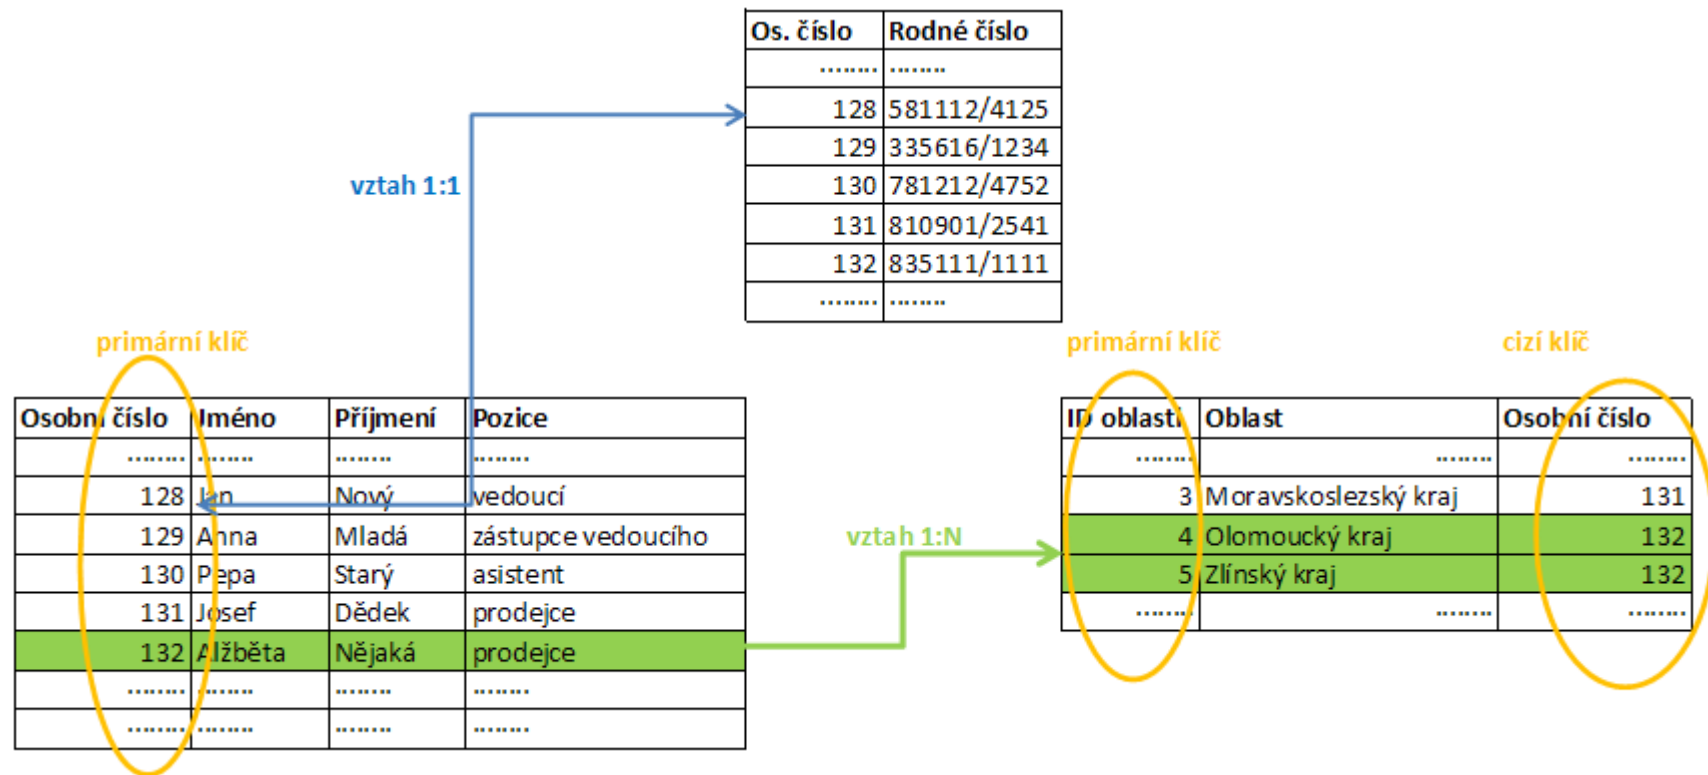 Os. číslo Rodné číslo
........ ........
128 581112/4125
129 335616/1234
130 781212/4752
131 810901/2541
132 835111/1111
........ ........
vztah 1:1
primární klíč
Osobní číslo Jméno Příjmení Pozice
........ ........ ........ ........
128 Jan Nový vedoucí
129 Anna Mladá zástupce vedoucího
130 Pepa Starý asistent
131 Josef Dědek prodejce
132 Alžběta Nějaká prodejce
........ ........ ........ ........
........ ........ ........ ........
vztah 1:N
primární klíč cizí klíč
ID oblasti Oblast Osobní číslo
........ ........ ........
3 Moravskoslezský kraj 131
4 Olomoucký kraj 132
5 Zlínský kraj 132
........ ........ ........